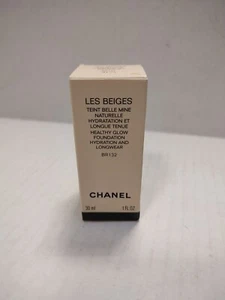 LES BEIGES
TEINT BELLE MINE
NATURELLE
HYDRATATION ET
LONGUE TENUE
HEALTHY GLOW
FOUNDATION
HYDRATION AND
LONGWEAR
BR132
CHANEL
30 ml
1 FL. OZ.